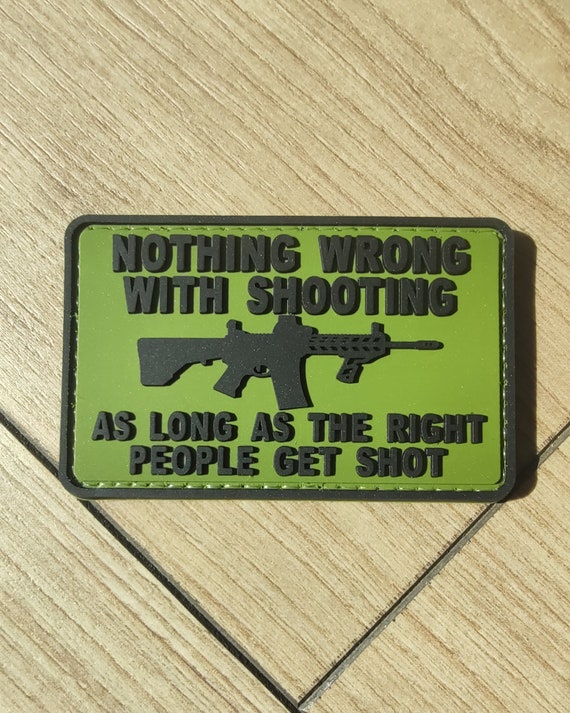 NOTHING WRONG
WITH SHOOTING
AS LONG AS THE RIGHT
PEOPLE GET SHOT